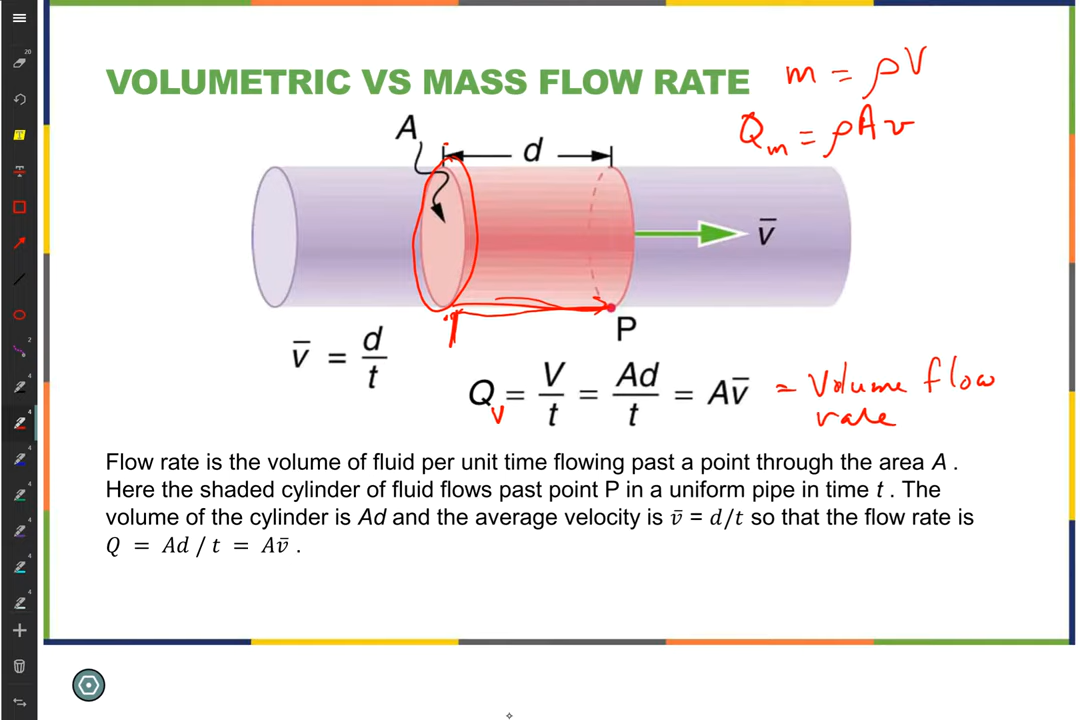 VOLUMETRIC VS MASS FLOW RATE
m = ρV
Q_m = ρAv
A
d
v̄
P
v̄ = d/t
Q_v = V/t = Ad/t = Av̄ = Volume flow
rate
Flow rate is the volume of fluid per unit time flowing past a point through the area A .
Here the shaded cylinder of fluid flows past point P in a uniform pipe in time t . The
volume of the cylinder is Ad and the average velocity is v̄ = d/t so that the flow rate is
Q = Ad / t = Av̄ .